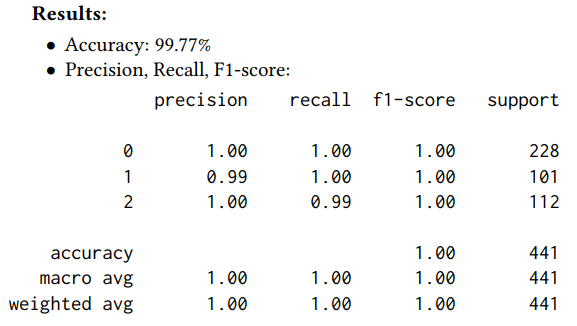 Results:
• Accuracy: 99.77%
• Precision, Recall, F1-score:
precision recall f1-score support
0 1.00 1.00 1.00 228
1 0.99 1.00 1.00 101
2 1.00 0.99 1.00 112
accuracy 1.00 441
macro avg 1.00 1.00 1.00 441
weighted avg 1.00 1.00 1.00 441